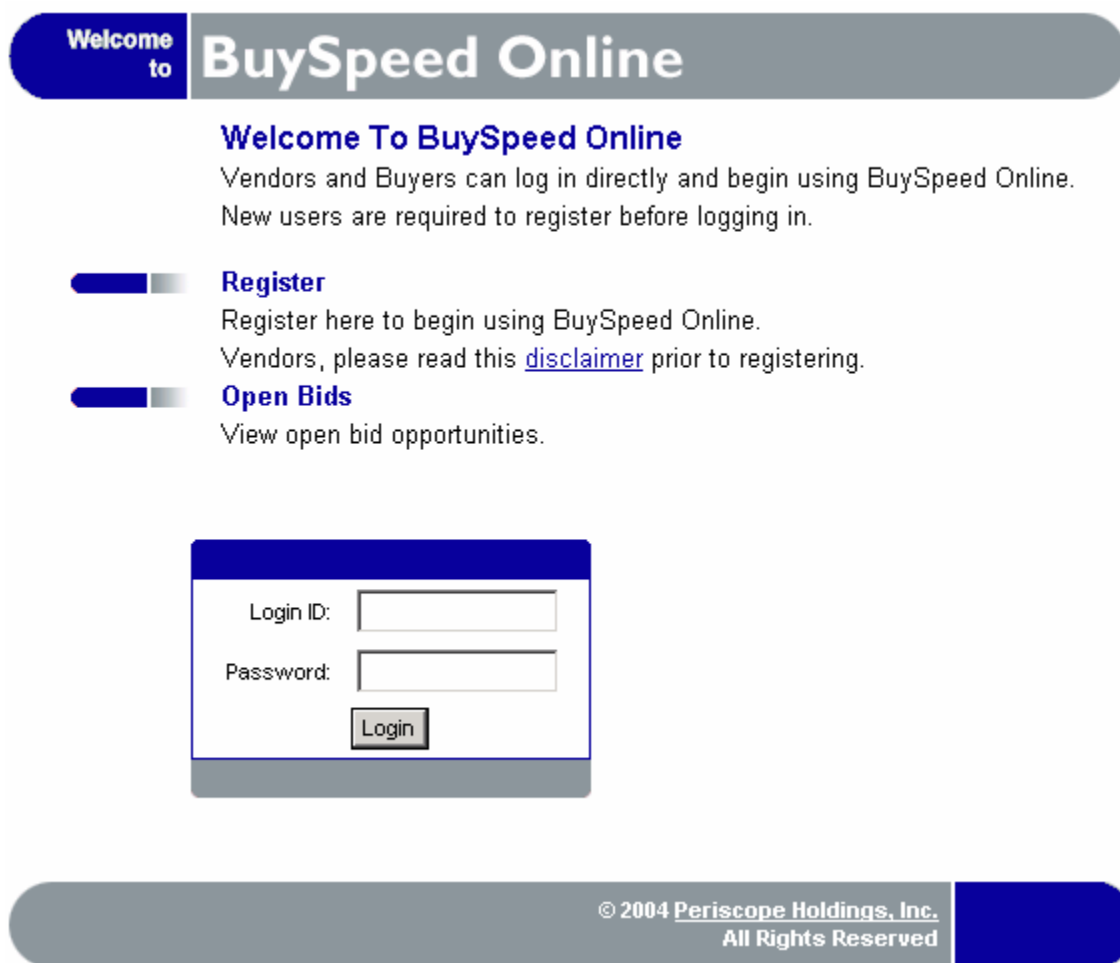 Welcome
to
BuySpeed Online
Welcome To BuySpeed Online
Vendors and Buyers can log in directly and begin using BuySpeed Online.
New users are required to register before logging in.
Register
Register here to begin using BuySpeed Online.
Vendors, please read this disclaimer prior to registering.
Open Bids
View open bid opportunities.
Login ID:
Password:
Login
© 2004 Periscope Holdings, Inc.
All Rights Reserved